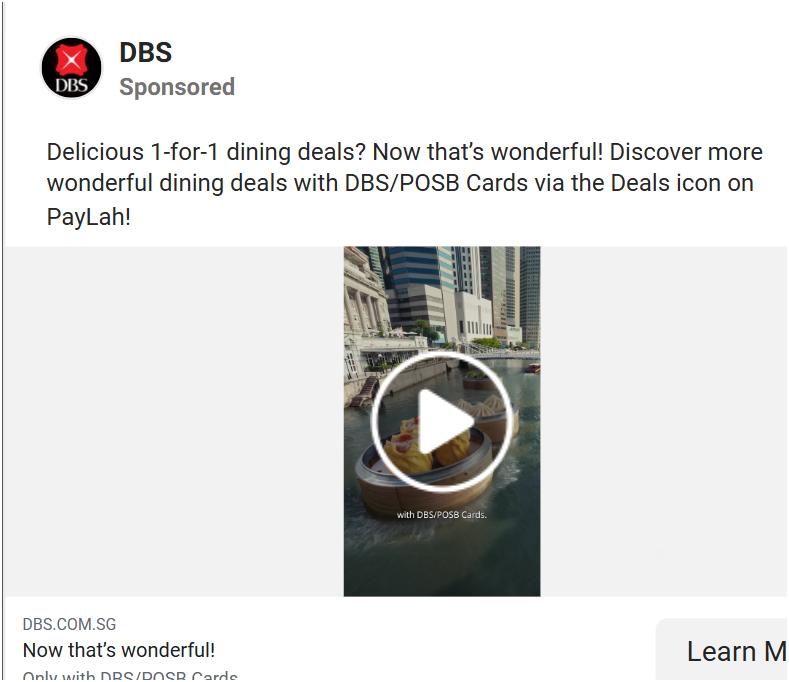 DBS
DBS
Sponsored
Delicious 1-for-1 dining deals? Now that’s wonderful! Discover more
wonderful dining deals with DBS/POSB Cards via the Deals icon on
PayLah!
with DBS/POSB Cards.
DBS.COM.SG
Now that’s wonderful!
Only with DBS/POSB Cards
Learn M